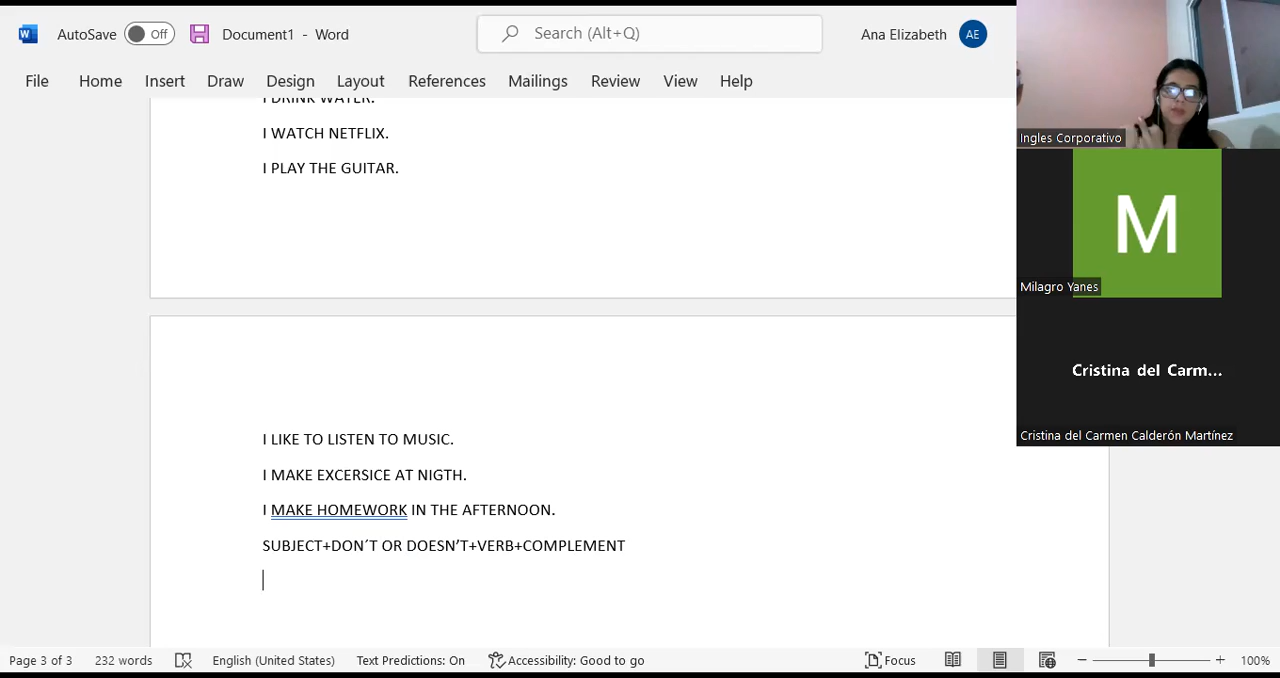 AutoSave Off Document1 - Word Search (Alt+Q) Ana Elizabeth AE
File Home Insert Draw Design Layout References Mailings Review View Help
I DRINK WATER.
I WATCH NETFLIX.
I PLAY THE GUITAR.
I LIKE TO LISTEN TO MUSIC.
I MAKE EXCERSICE AT NIGTH.
I MAKE HOMEWORK IN THE AFTERNOON.
SUBJECT+DON´T OR DOESN’T+VERB+COMPLEMENT
Ingles Corporativo
M
Milagro Yanes
Cristina del Carm...
Cristina del Carmen Calderón Martínez
Page 3 of 3 232 words English (United States) Text Predictions: On Accessibility: Good to go Focus 100%